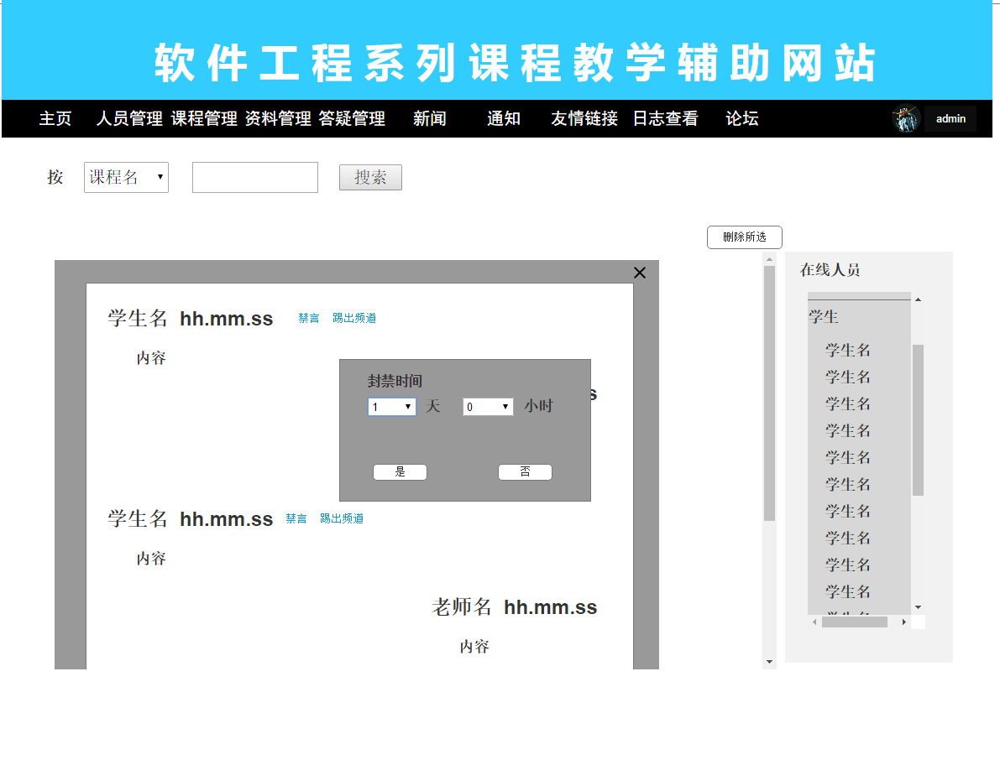 软件工程系列课程教学辅助网站
主页 人员管理 课程管理 资料管理 答疑管理 新闻 通知 友情链接 日志查看 论坛 admin
按 课程名 搜索
删除所选
在线人员
学生名 hh.mm.ss 禁言 踢出频道
内容
封禁时间
1 天 0 小时
是 否
s
学生名 hh.mm.ss 禁言 踢出频道
内容
老师名 hh.mm.ss
内容
学生
学生名
学生名
学生名
学生名
学生名
学生名
学生名
学生名
学生名
学生名